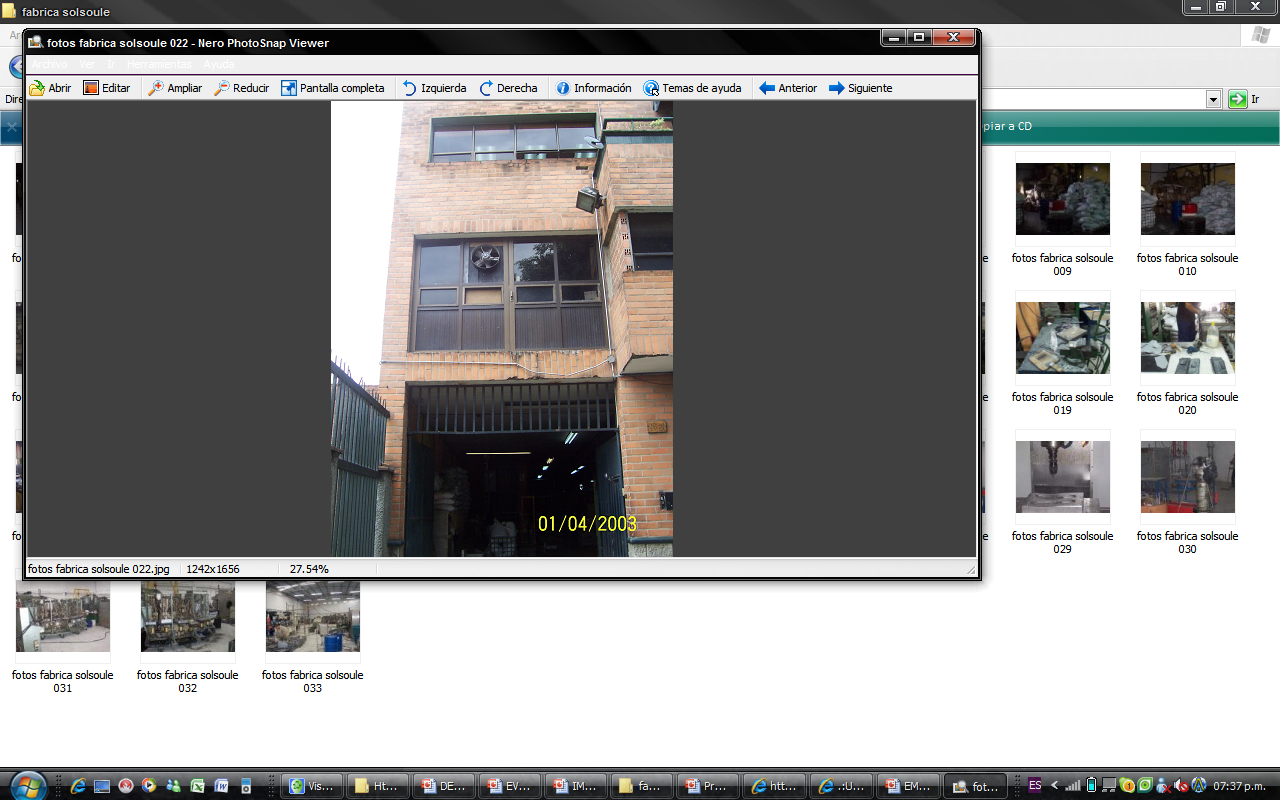 fabrica solsoule
fotos fabrica solsoule 022 - Nero PhotoSnap Viewer
Archivo Ver Ir Herramientas Ayuda
Abrir Editar Ampliar Reducir Pantalla completa Izquierda Derecha Información Temas de ayuda Anterior Siguiente
Dire
Ir
piar a CD
fotos fabrica solsoule 009
fotos fabrica solsoule 010
fotos fabrica solsoule 019
fotos fabrica solsoule 020
fotos fabrica solsoule 029
fotos fabrica solsoule 030
01/04/2003
fotos fabrica solsoule 022.jpg 1242x1656 27.54%
fotos fabrica solsoule 031
fotos fabrica solsoule 032
fotos fabrica solsoule 033
Vis... Ht... DE... EV... IM... fa... Pr... htt... .:U... EM... fot... ES 07:37 p.m.